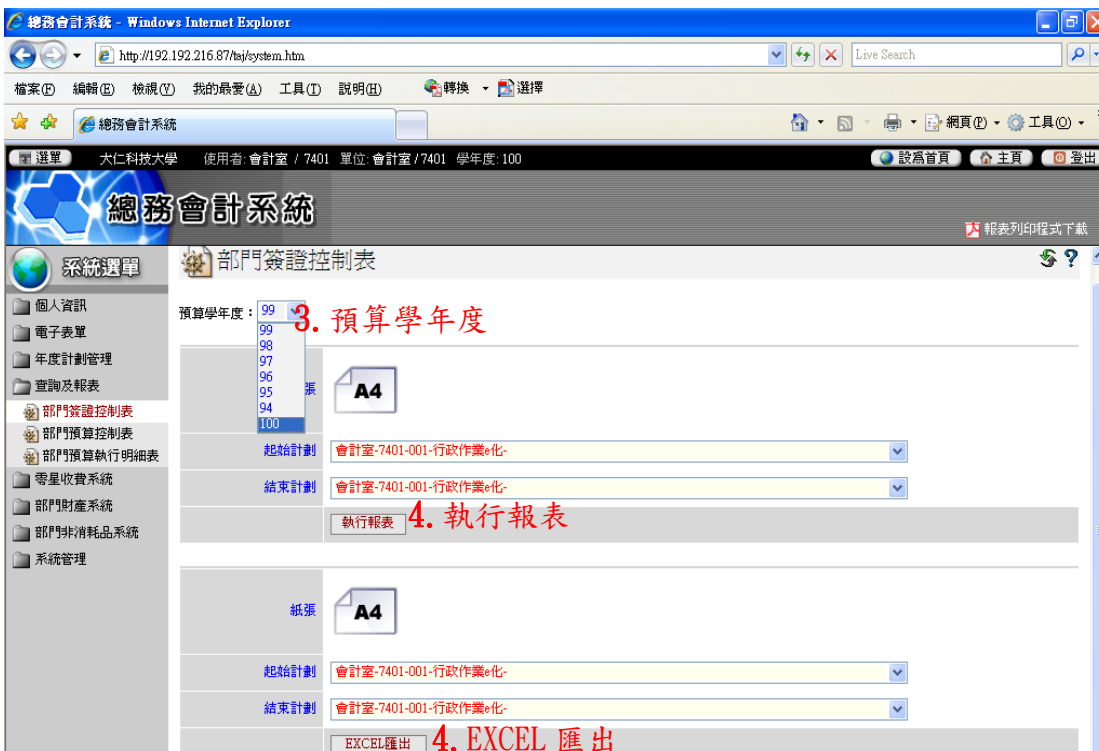 總務會計系統 - Windows Internet Explorer
http://192.192.216.87/taj/system.htm
Live Search
檔案(F) 編輯(E) 檢視(V) 我的最愛(A) 工具(T) 說明(H) 轉換 選擇
總務會計系統
網頁(P) 工具(O)
選單 大仁科技大學 使用者: 會計室 / 7401 單位: 會計室 / 7401 學年度: 100 設為首頁 主頁 登出
總務會計系統
報表列印程式下載
系統選單
部門簽證控制表
個人資訊
電子表單
年度計劃管理
查詢及報表
部門簽證控制表
部門預算控制表
部門預算執行明細表
零星收費系統
部門財產系統
部門非消耗品系統
系統管理
預算學年度： 99
3. 預算學年度
99
98
97
96
95
94
100
張 A4
起始計劃 會計室-7401-001-行政作業e化-
結束計劃 會計室-7401-001-行政作業e化-
執行報表 4. 執行報表
紙張 A4
起始計劃 會計室-7401-001-行政作業e化-
結束計劃 會計室-7401-001-行政作業e化-
EXCEL匯出 4. EXCEL 匯出